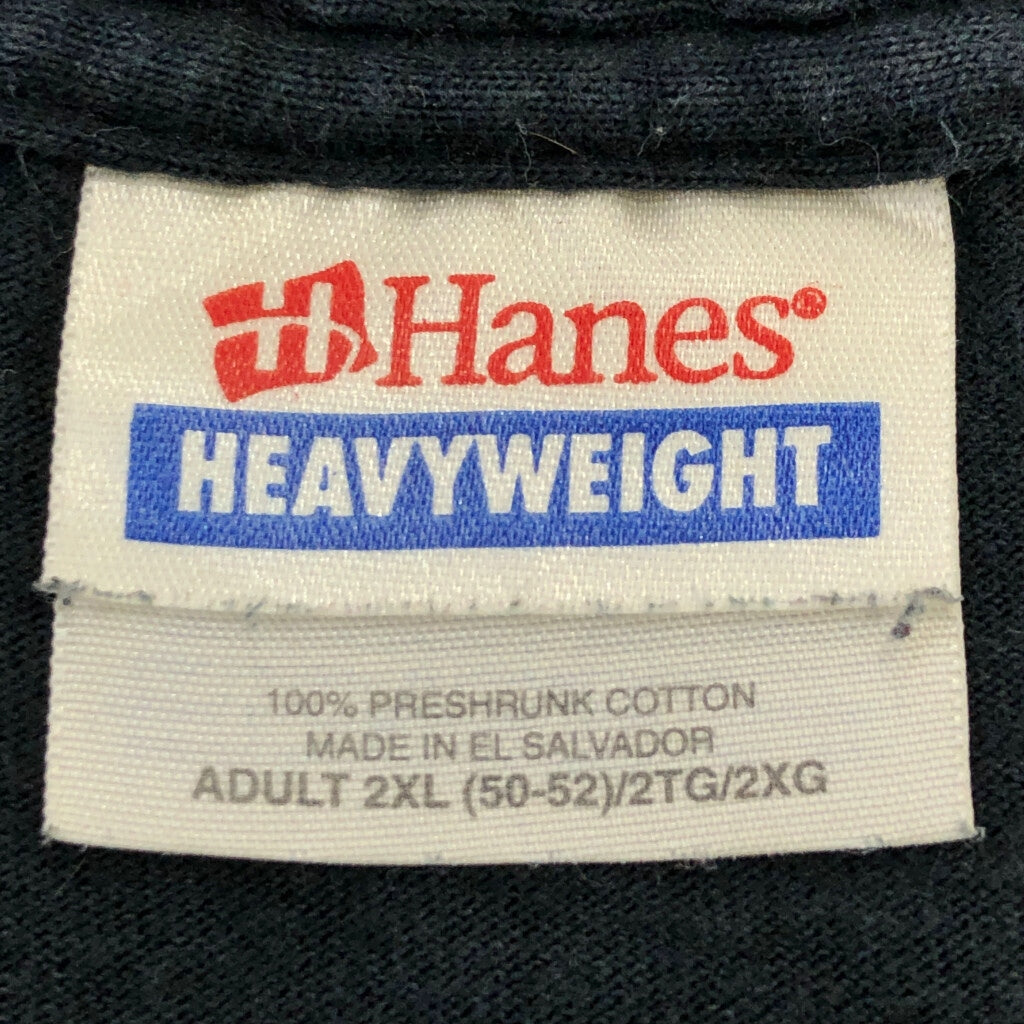 H Hanes®
HEAVYWEIGHT
100% PRESHRUNK COTTON
MADE IN EL SALVADOR
ADULT 2XL (50-52)/2TG/2XG